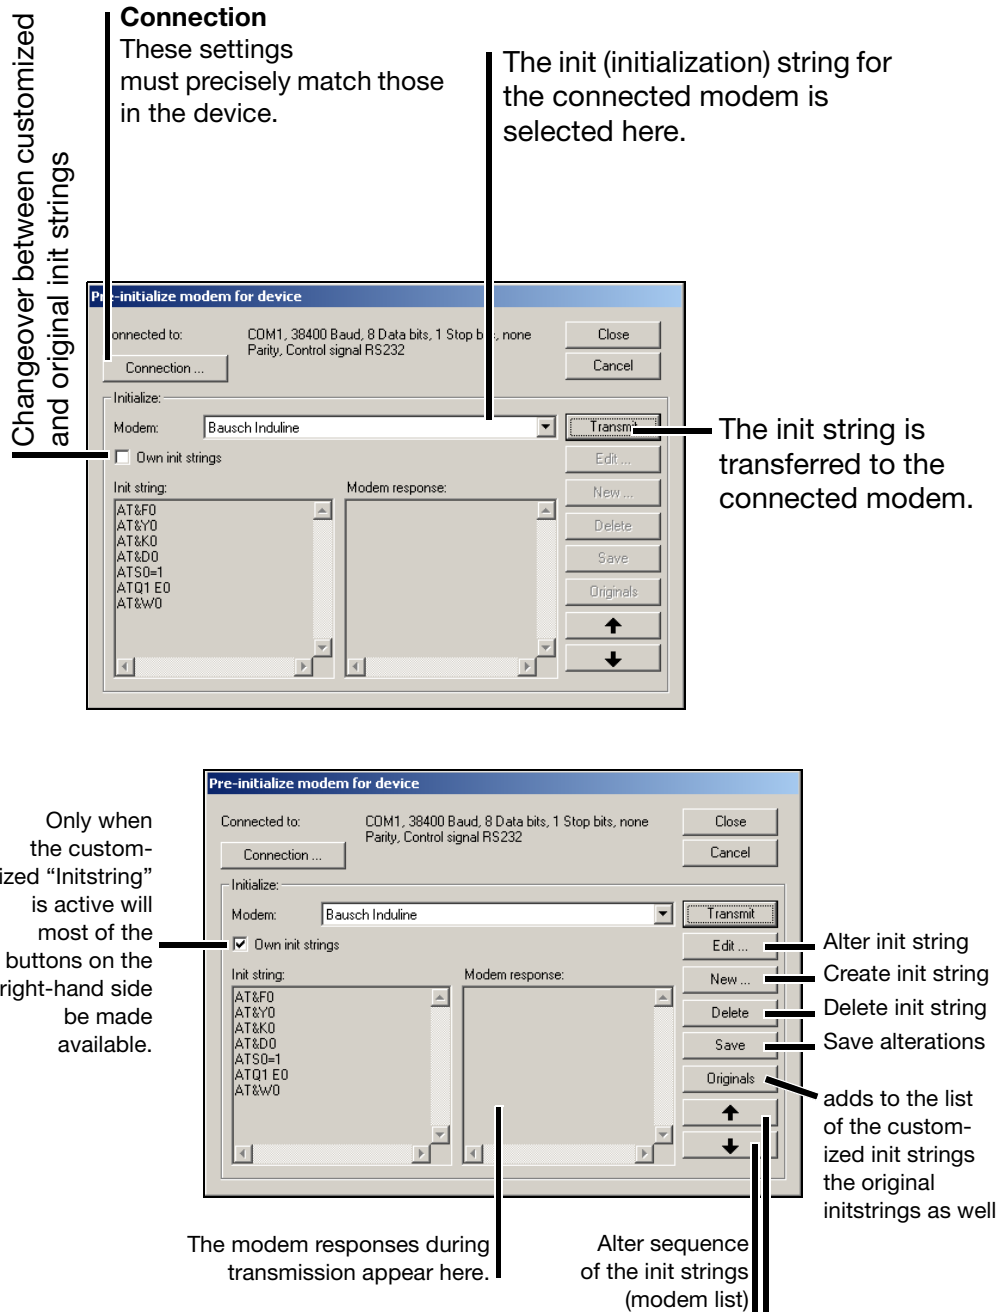 Connection
These settings
must precisely match those
in the device.
The init (initialization) string for
the connected modem is
selected here.
Changeover between customized
and original init strings
Pre-initialize modem for device
onnected to:
COM1, 38400 Baud, 8 Data bits, 1 Stop bits, none
Parity, Control signal RS232
Close
Connection ...
Cancel
Initialize:
Modem:
Bausch Induline
Transmit
Own init strings
Edit ...
Init string:
Modem response:
New ...
Delete
Save
Originals
AT&F0
AT&Y0
AT&K0
AT&D0
ATS0=1
ATQ1 E0
AT&W0
The init string is
transferred to the
connected modem.
Only when
the custom-
ized “Initstring”
is active will
most of the
buttons on the
right-hand side
be made
available.
Pre-initialize modem for device
Connected to:
COM1, 38400 Baud, 8 Data bits, 1 Stop bits, none
Parity, Control signal RS232
Close
Connection ...
Cancel
Initialize:
Modem:
Bausch Induline
Transmit
Own init strings
Edit ...
Init string:
Modem response:
New ...
Delete
Save
Originals
AT&F0
AT&Y0
AT&K0
AT&D0
ATS0=1
ATQ1 E0
AT&W0
Alter init string
Create init string
Delete init string
Save alterations
adds to the list
of the custom-
ized init strings
the original
initstrings as well
The modem responses during
transmission appear here.
Alter sequence
of the init strings
(modem list)